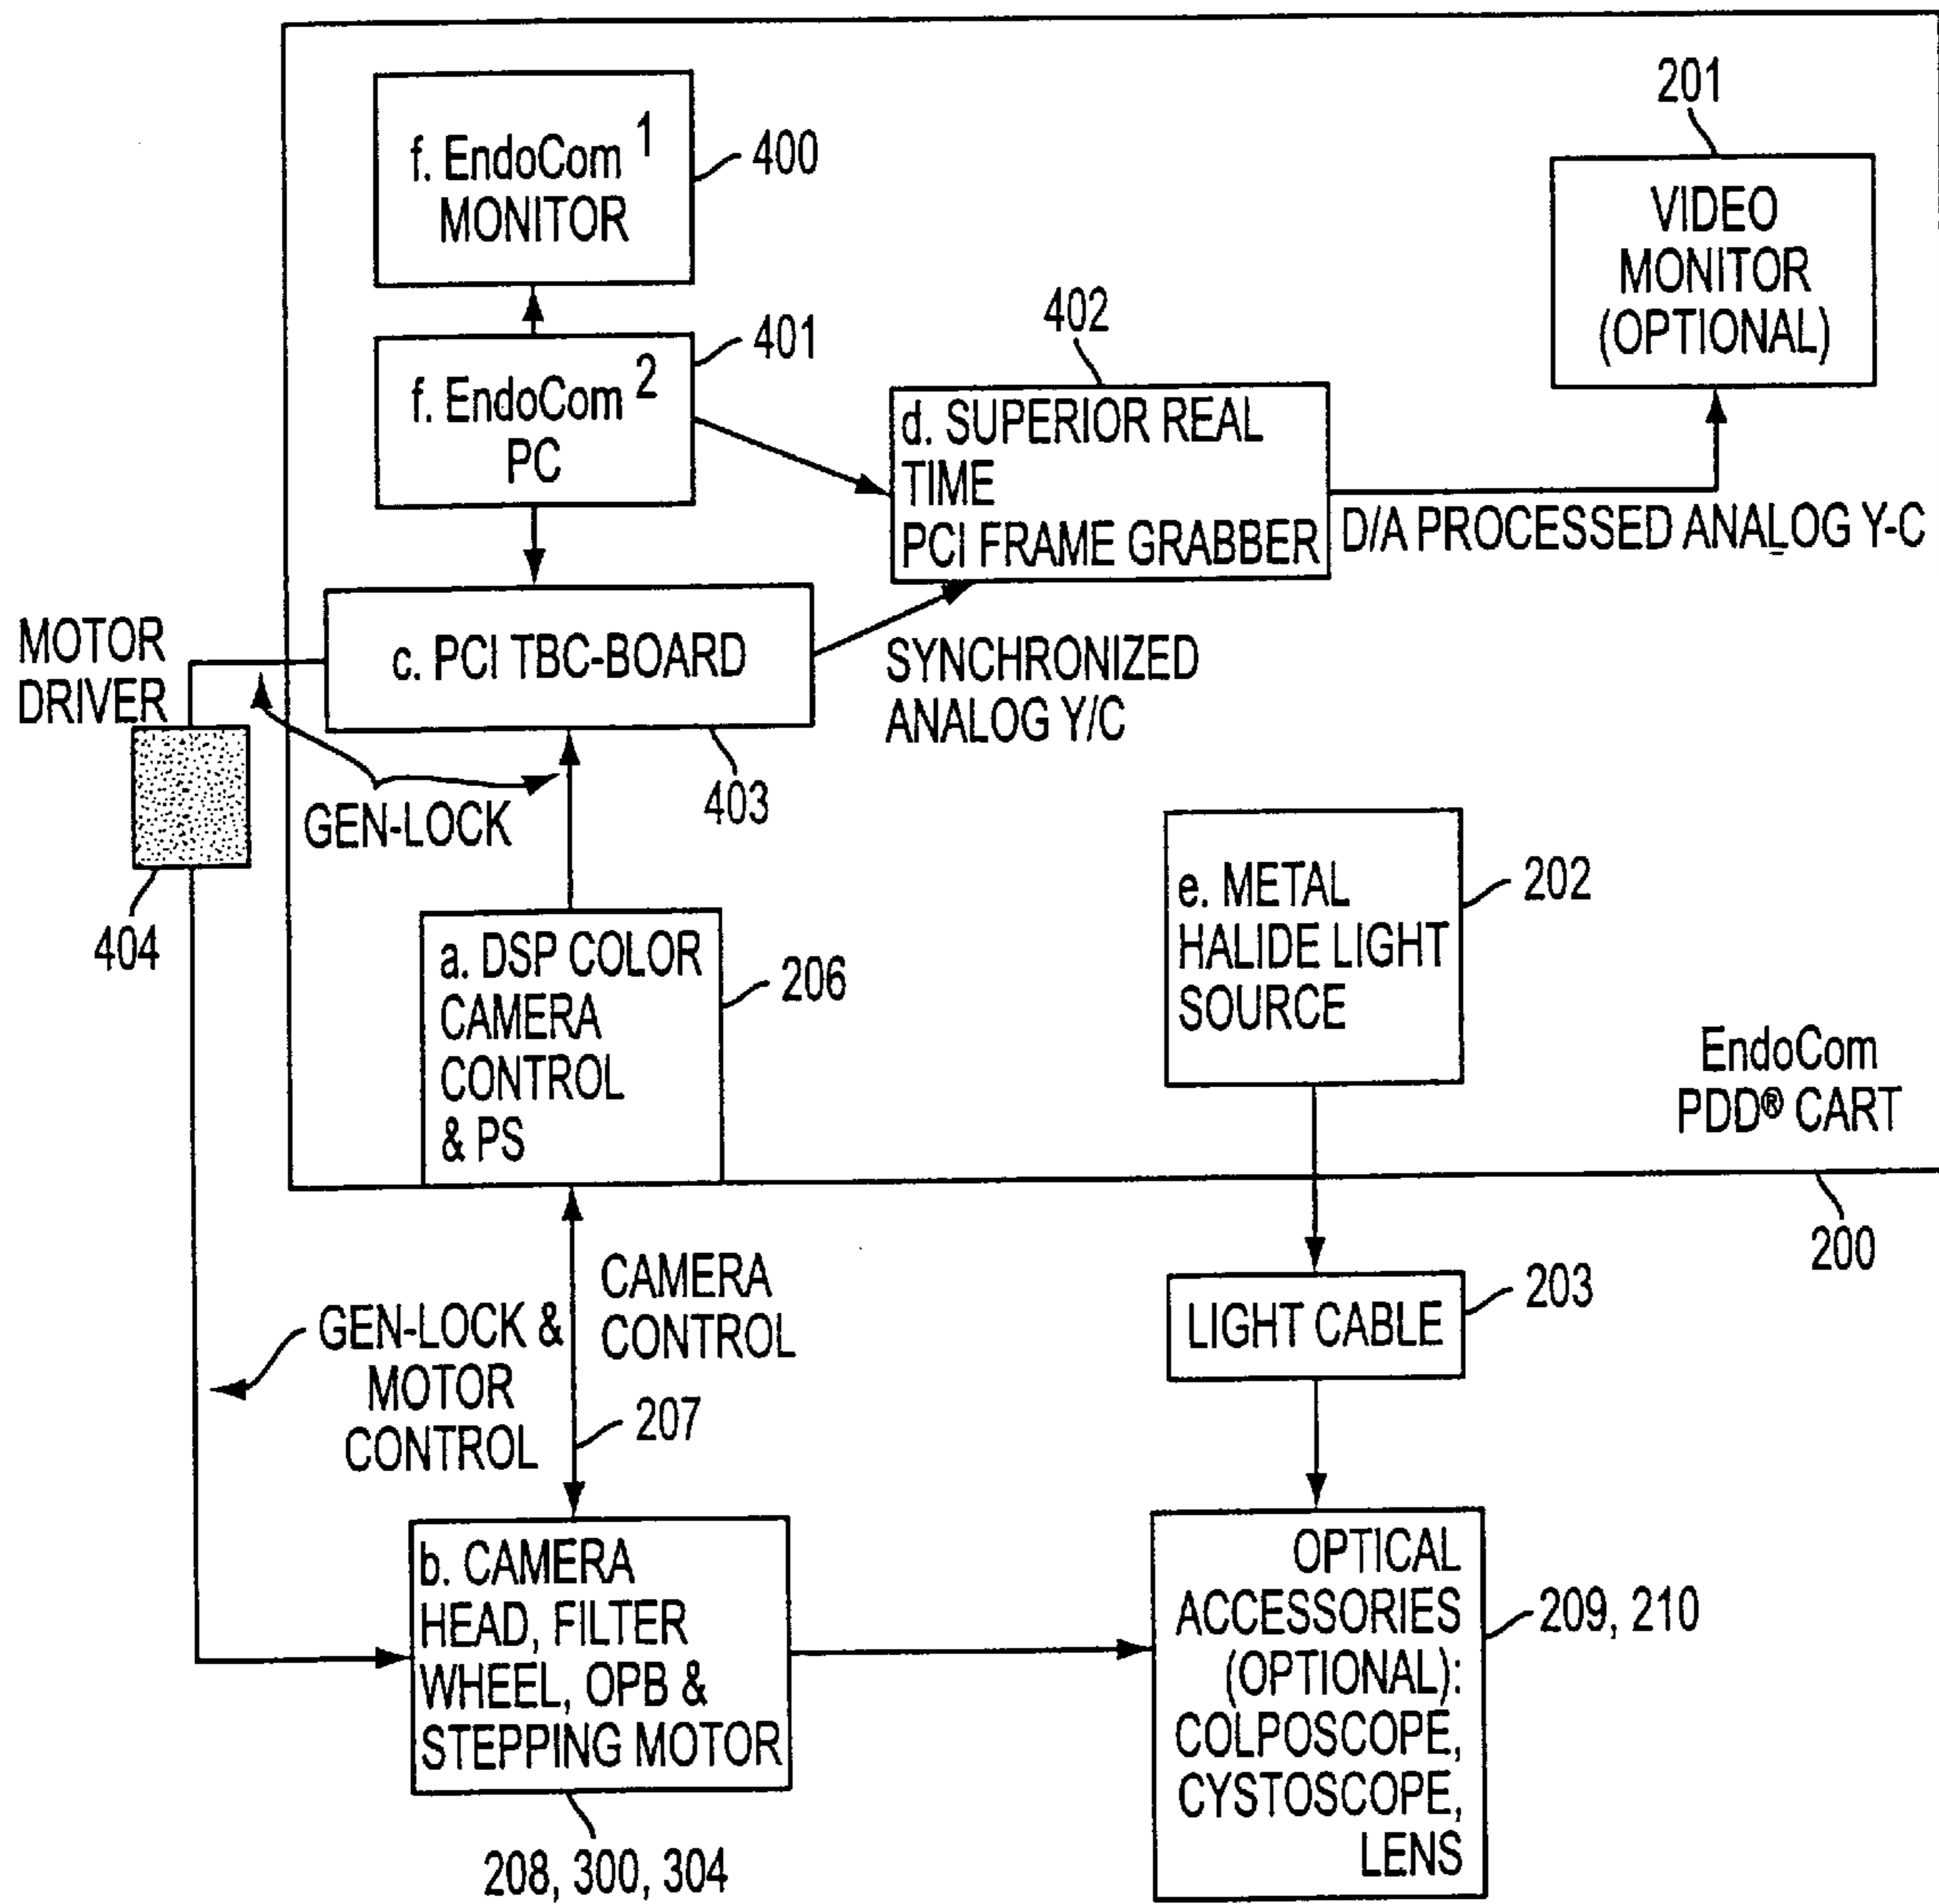 f. EndoCom 1
MONITOR
400
201
VIDEO
MONITOR
(OPTIONAL)
f. EndoCom 2
PC
401
402
d. SUPERIOR REAL
TIME
PCI FRAME GRABBER
D/A PROCESSED ANALOG Y-C
MOTOR
DRIVER
c. PCI TBC-BOARD
SYNCHRONIZED
ANALOG Y/C
403
GEN-LOCK
404
a. DSP COLOR
CAMERA
CONTROL
& PS
206
e. METAL
HALIDE LIGHT
SOURCE
202
EndoCom
PDD® CART
200
CAMERA
CONTROL
GEN-LOCK &
MOTOR
CONTROL
207
LIGHT CABLE
203
b. CAMERA
HEAD, FILTER
WHEEL, OPB &
STEPPING MOTOR
208, 300, 304
OPTICAL
ACCESSORIES
(OPTIONAL):
COLPOSCOPE,
CYSTOSCOPE,
LENS
209, 210